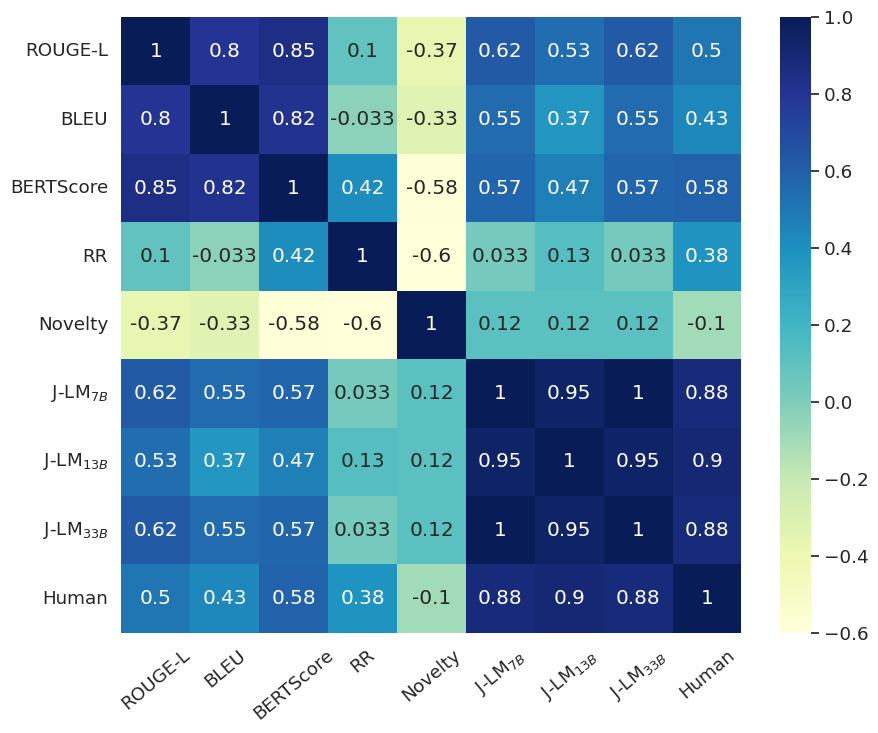 ROUGE-L 1 0.8 0.85 0.1 -0.37 0.62 0.53 0.62 0.5
BLEU 0.8 1 0.82 -0.033 -0.33 0.55 0.37 0.55 0.43
BERTScore 0.85 0.82 1 0.42 -0.58 0.57 0.47 0.57 0.58
RR 0.1 -0.033 0.42 1 -0.6 0.033 0.13 0.033 0.38
Novelty -0.37 -0.33 -0.58 -0.6 1 0.12 0.12 0.12 -0.1
J-LM7B 0.62 0.55 0.57 0.033 0.12 1 0.95 1 0.88
J-LM13B 0.53 0.37 0.47 0.13 0.12 0.95 1 0.95 0.9
J-LM33B 0.62 0.55 0.57 0.033 0.12 1 0.95 1 0.88
Human 0.5 0.43 0.58 0.38 -0.1 0.88 0.9 0.88 1
ROUGE-L BLEU BERTScore RR Novelty J-LM7B J-LM13B J-LM33B Human
1.0
0.8
0.6
0.4
0.2
0.0
−0.2
−0.4
−0.6